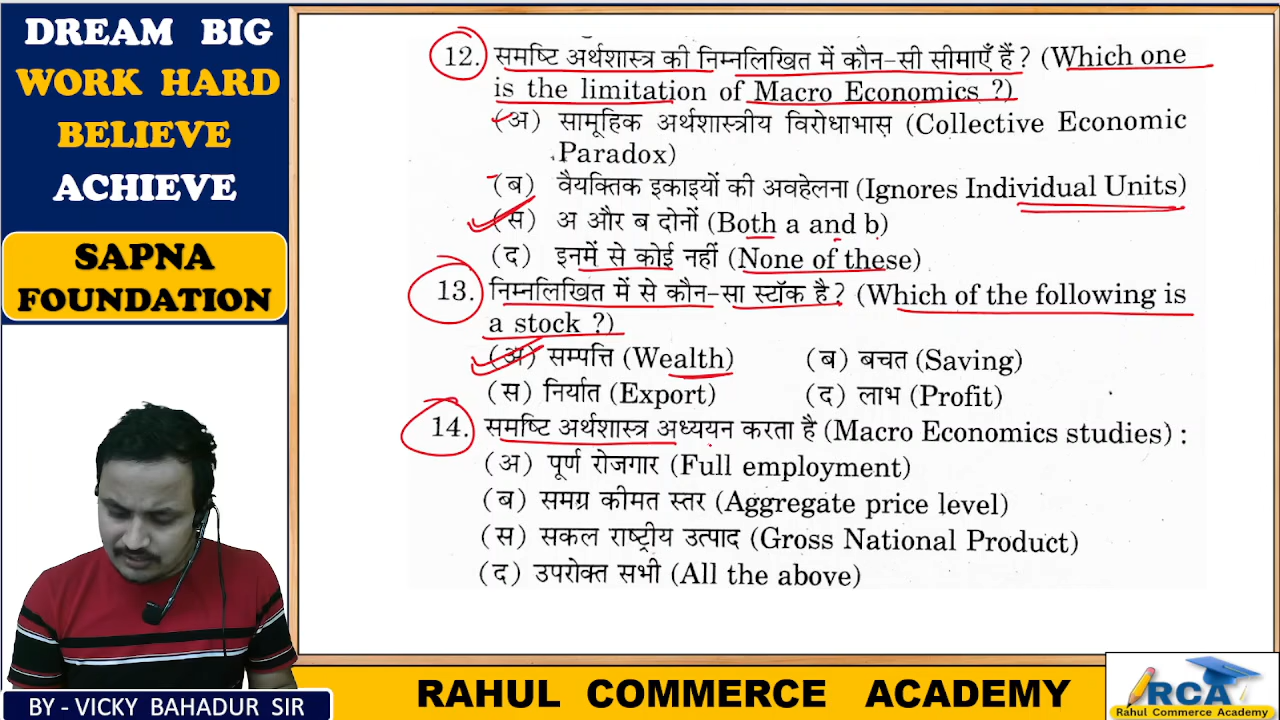 DREAM BIG
WORK HARD
BELIEVE
ACHIEVE
SAPNA
FOUNDATION
12. समष्टि अर्थशास्त्र की निम्नलिखित में कौन-सी सीमाएँ हैं ? (Which one
is the limitation of Macro Economics ?)
(अ) सामूहिक अर्थशास्त्रीय विरोधाभास (Collective Economic
Paradox)
(ब) वैयक्तिक इकाइयों की अवहेलना (Ignores Individual Units)
(स) अ और ब दोनों (Both a and b)
(द) इनमें से कोई नहीं (None of these)
13. निम्नलिखित में से कौन-सा स्टॉक है ? (Which of the following is
a stock ?)
(अ) सम्पत्ति (Wealth) (ब) बचत (Saving)
(स) निर्यात (Export) (द) लाभ (Profit)
14. समष्टि अर्थशास्त्र अध्ययन करता है (Macro Economics studies) :
(अ) पूर्ण रोजगार (Full employment)
(ब) समग्र कीमत स्तर (Aggregate price level)
(स) सकल राष्ट्रीय उत्पाद (Gross National Product)
(द) उपरोक्त सभी (All the above)
BY - VICKY BAHADUR SIR
RAHUL COMMERCE ACADEMY
RCA
Rahul Commerce Academy